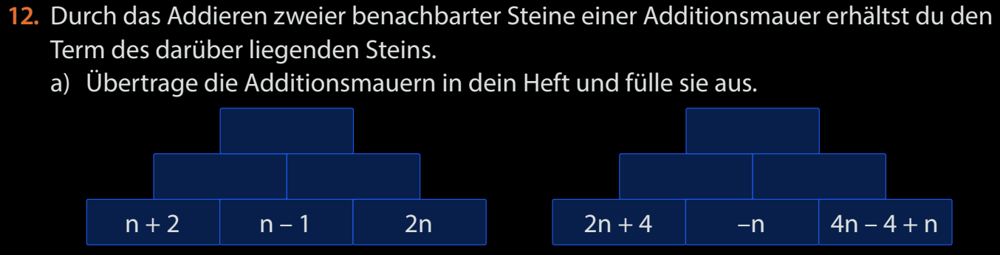 12. Durch das Addieren zweier benachbarter Steine einer Additionsmauer erhältst du den
Term des darüber liegenden Steins.
a) Übertrage die Additionsmauern in dein Heft und fülle sie aus.
n + 2 n – 1 2n 2n + 4 –n 4n – 4 + n